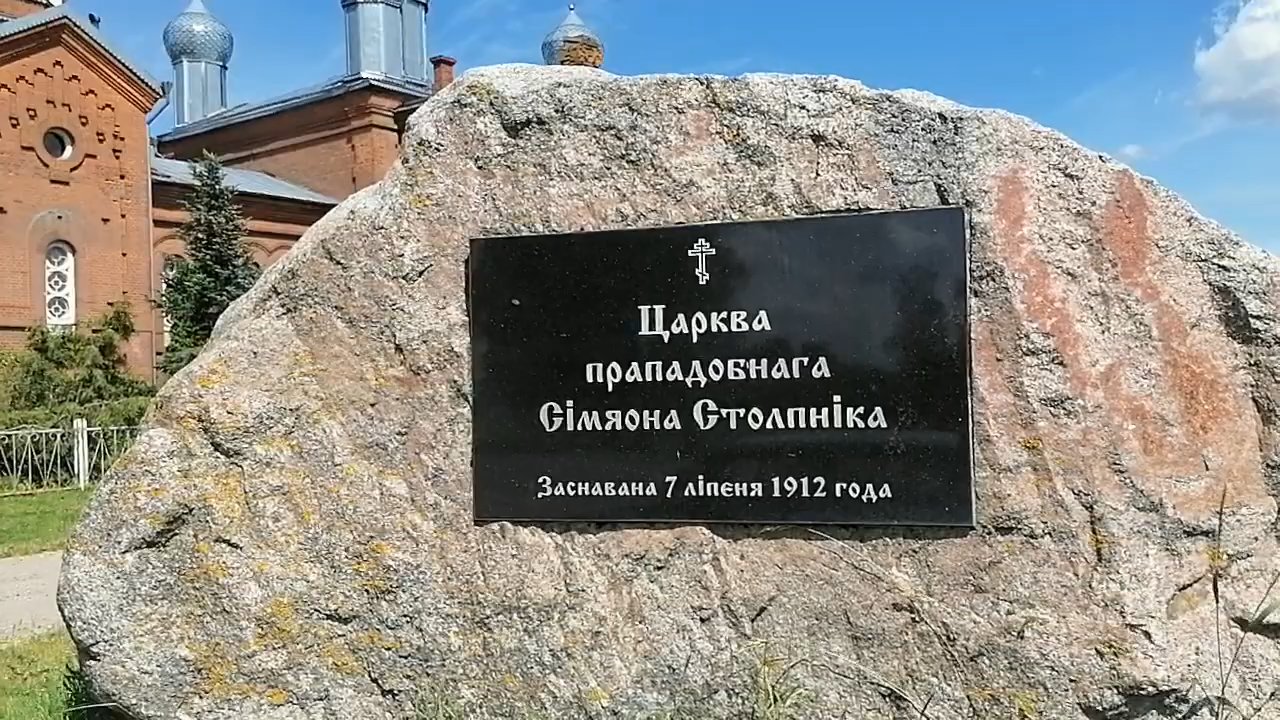 Царква
прападобнага
Сімяона Столпніка
Заснавана 7 ліпеня 1912 года